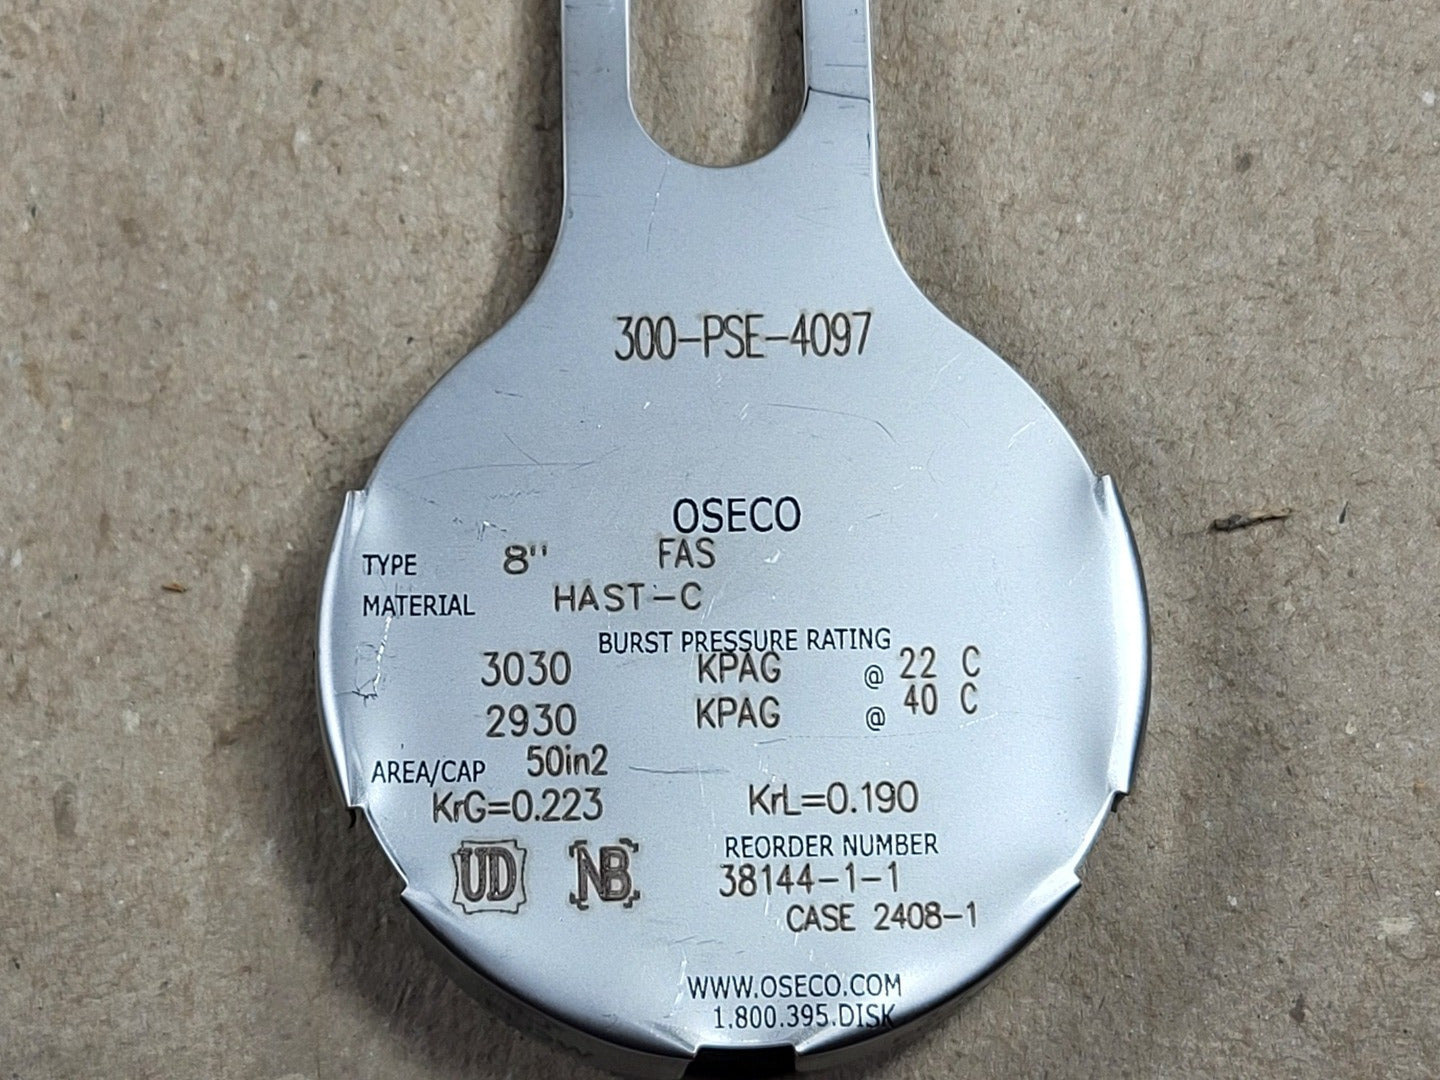 300-PSE-4097
OSECO
TYPE 8" FAS
MATERIAL HAST-C
BURST PRESSURE RATING
3030 KPAG @ 22 C
2930 KPAG @ 40 C
AREA/CAP 50in2
KrG=0.223 KrL=0.190
UD NB REORDER NUMBER
38144-1-1
CASE 2408-1
WWW.OSECO.COM
1.800.395.DISK